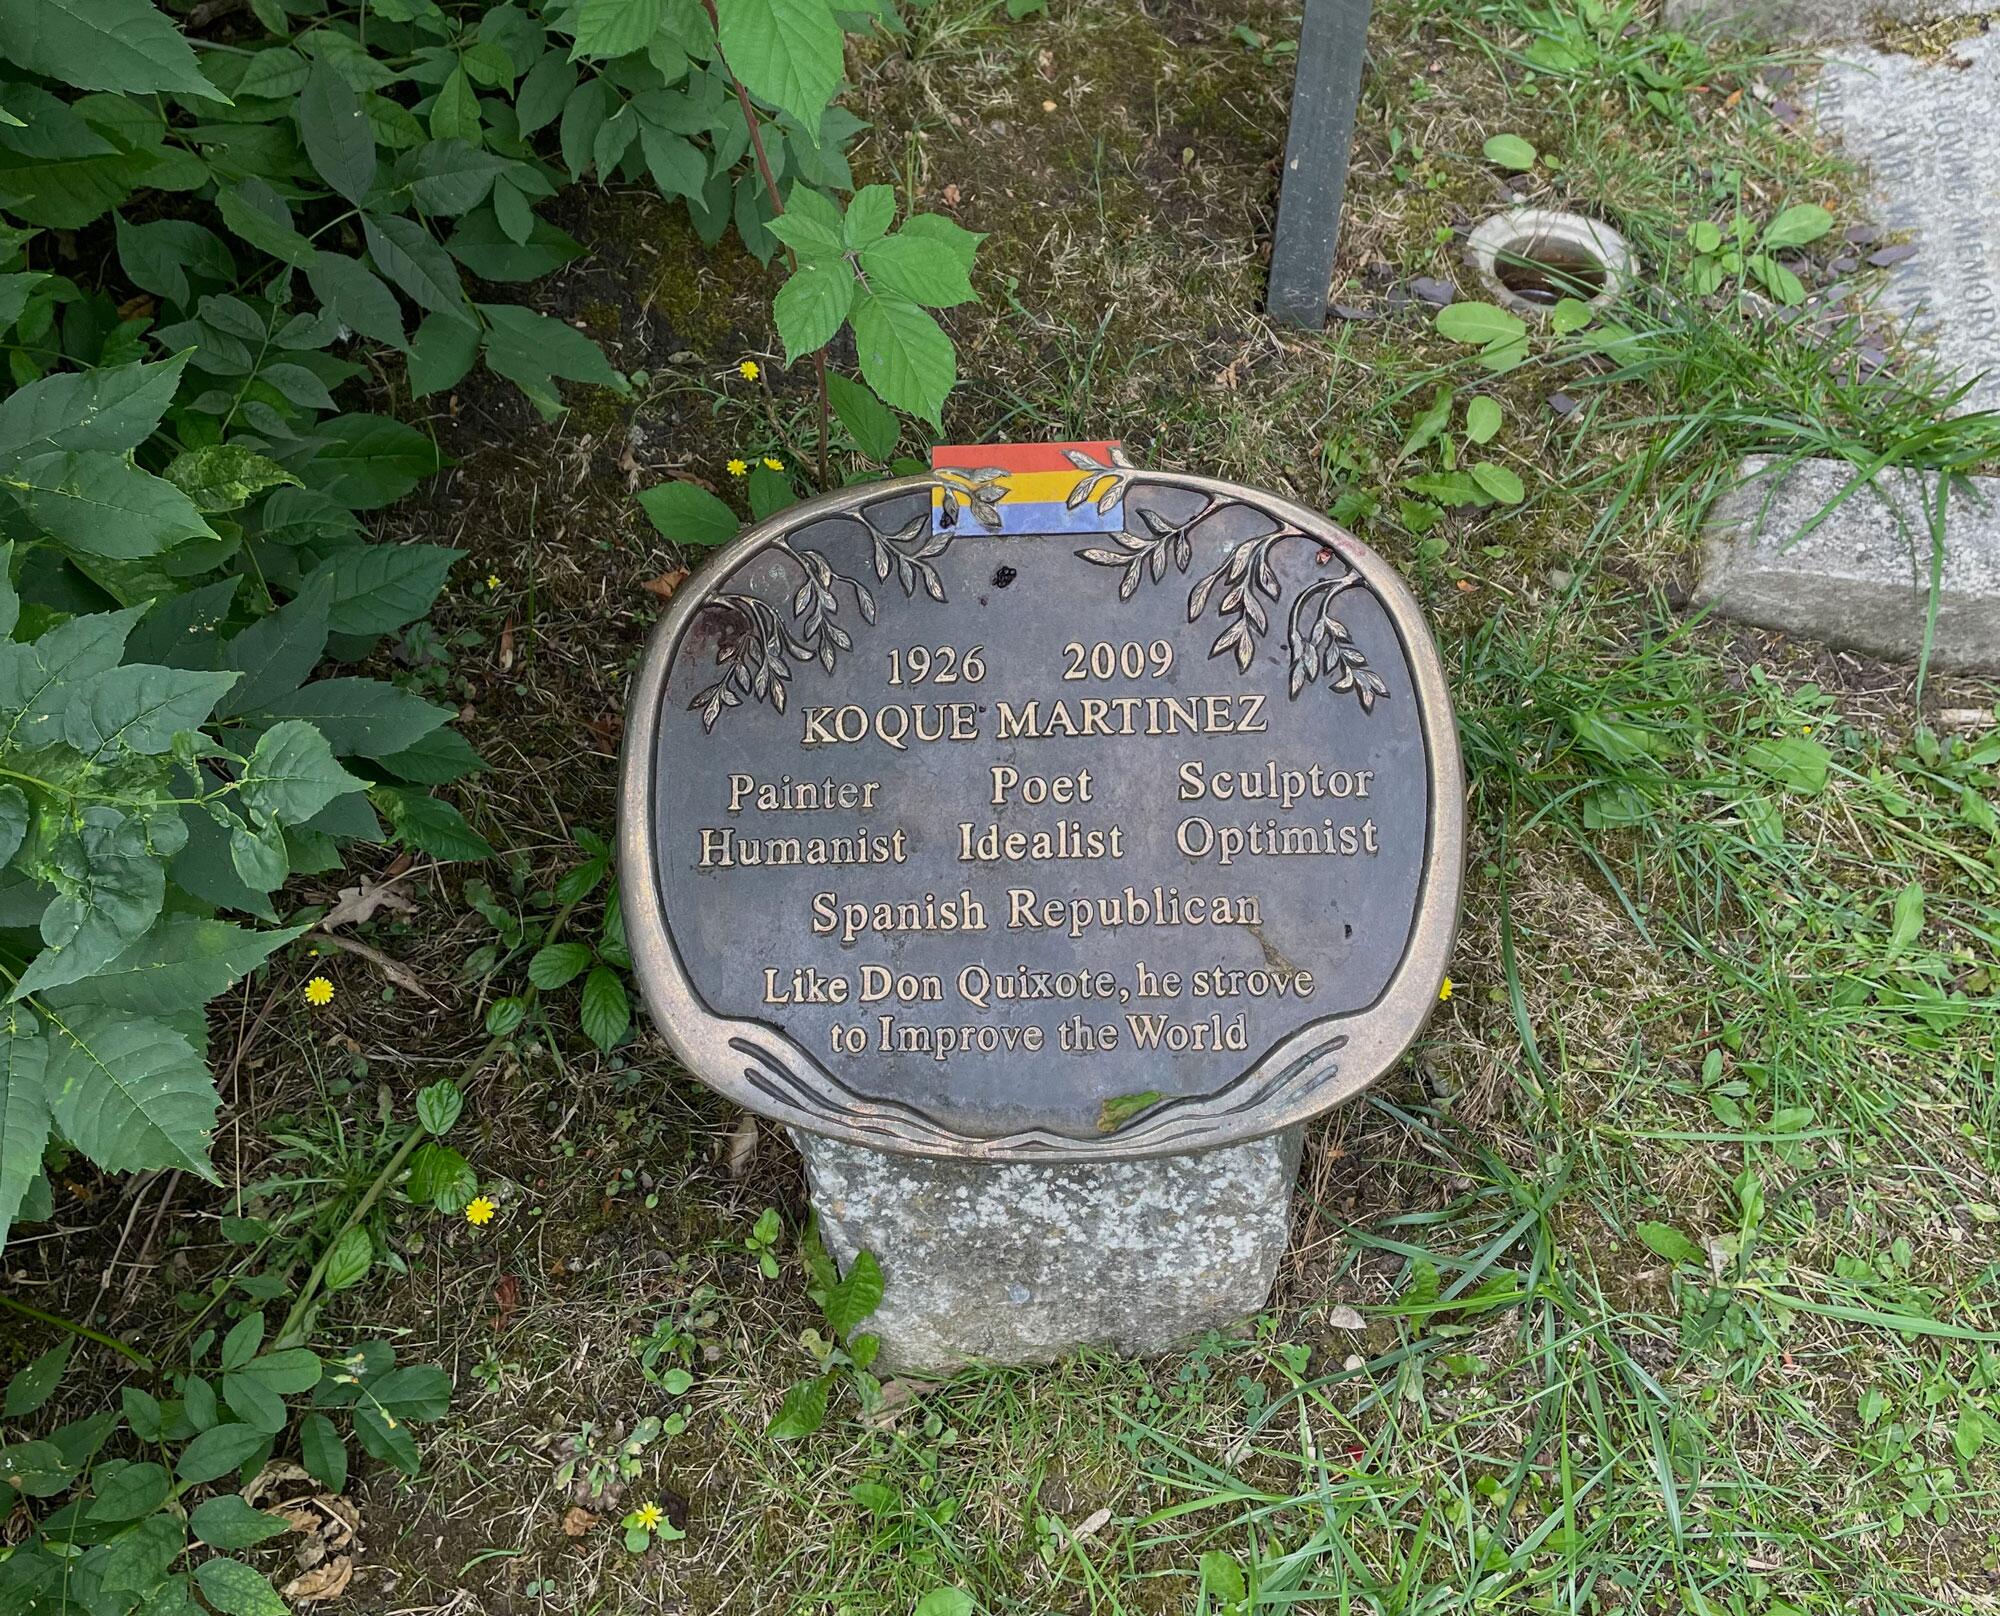 1926 2009
KOQUE MARTINEZ
Painter Poet Sculptor
Humanist Idealist Optimist
Spanish Republican
Like Don Quixote, he strove
to Improve the World